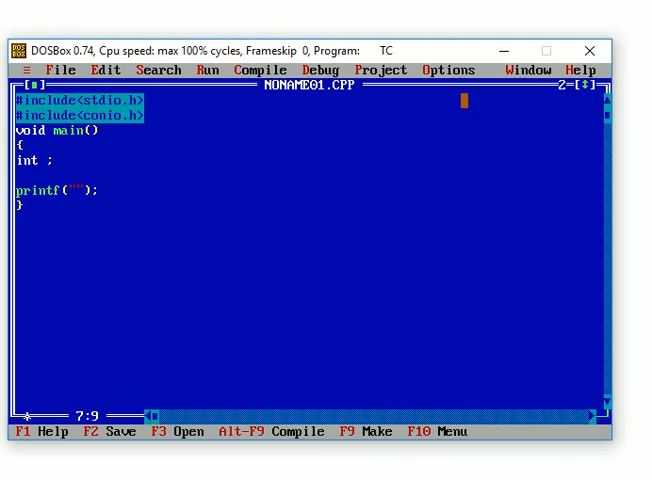 DOSBox 0.74, Cpu speed: max 100% cycles, Frameskip 0, Program: TC
≡ File Edit Search Run Compile Debug Project Options Window Help
[■] NONAME01.CPP 2=[↕]
#include<stdio.h>
#include<conio.h>
void main()
{
int ;
printf("");
}
* 7:9
F1 Help F2 Save F3 Open Alt-F9 Compile F9 Make F10 Menu